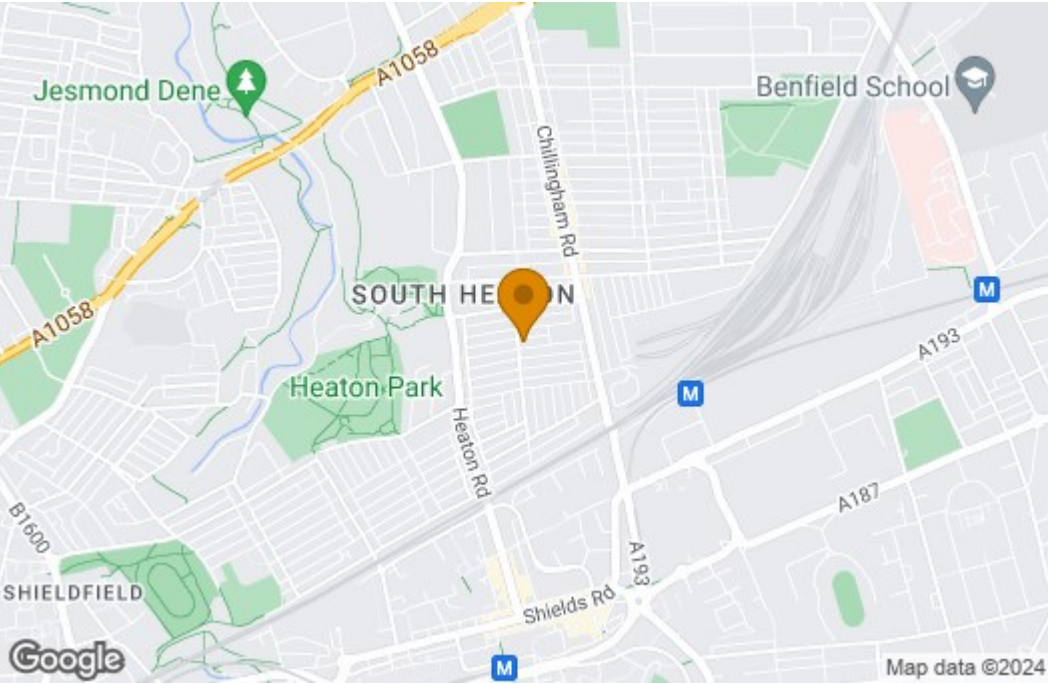 A1058
Jesmond Dene
Benfield School
Chillingham Rd
SOUTH HE N
M
A1058
A193
Heaton Park
M
Heaton Rd
A187
B1600
A193
SHIELDFIELD
Shields Rd
Google
M
Map data ©2024